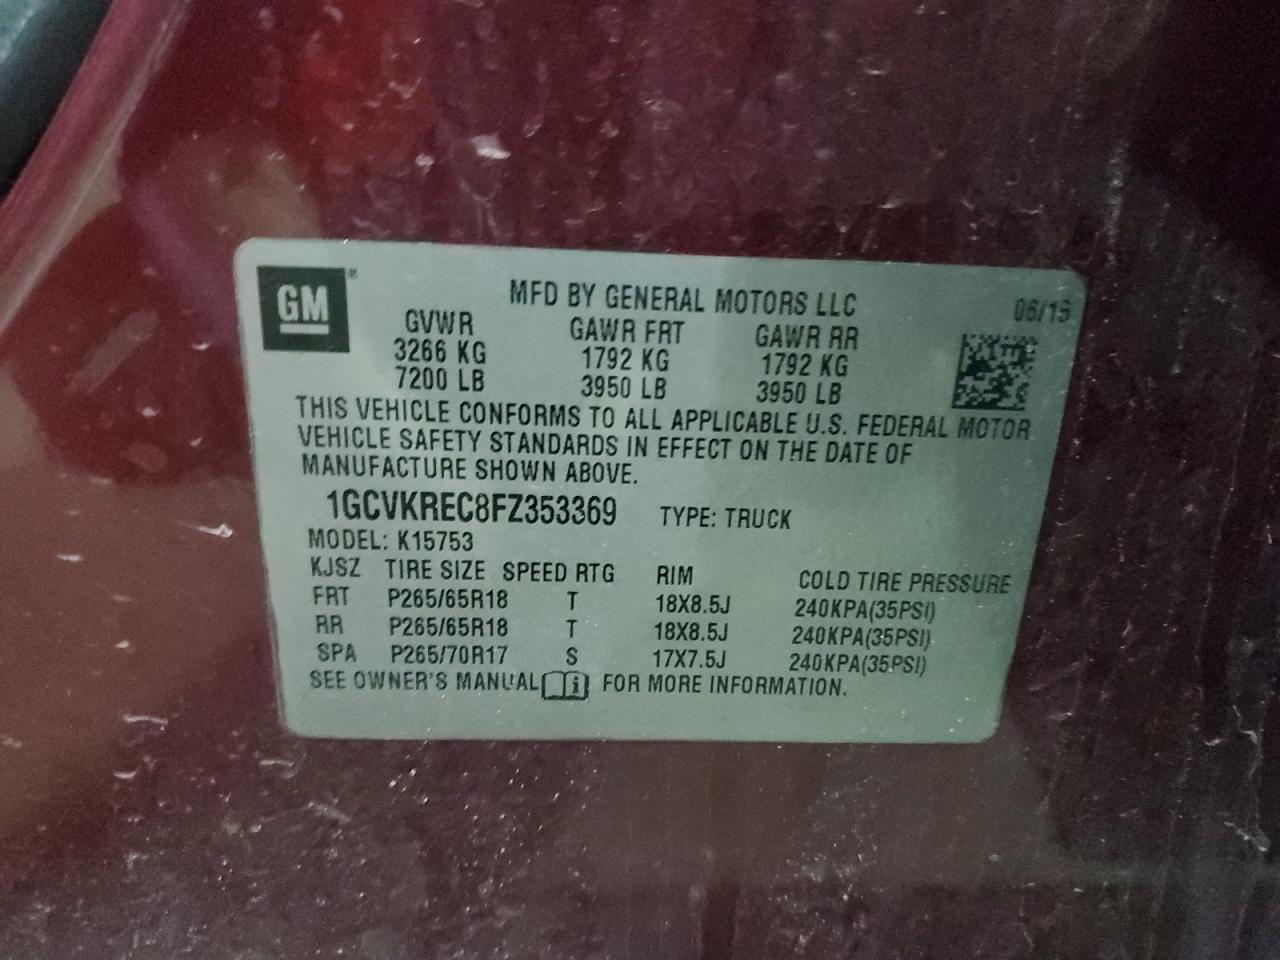 GM
MFD BY GENERAL MOTORS LLC 06/15
GVWR GAWR FRT GAWR RR
3266 KG 1792 KG 1792 KG
7200 LB 3950 LB 3950 LB
THIS VEHICLE CONFORMS TO ALL APPLICABLE U.S. FEDERAL MOTOR
VEHICLE SAFETY STANDARDS IN EFFECT ON THE DATE OF
MANUFACTURE SHOWN ABOVE.
1GCVKREC8FZ353369 TYPE: TRUCK
MODEL: K15753
KJSZ TIRE SIZE SPEED RTG RIM COLD TIRE PRESSURE
FRT P265/65R18 T 18X8.5J 240KPA(35PSI)
RR P265/65R18 T 18X8.5J 240KPA(35PSI)
SPA P265/70R17 S 17X7.5J 240KPA(35PSI)
SEE OWNER'S MANUAL i FOR MORE INFORMATION.